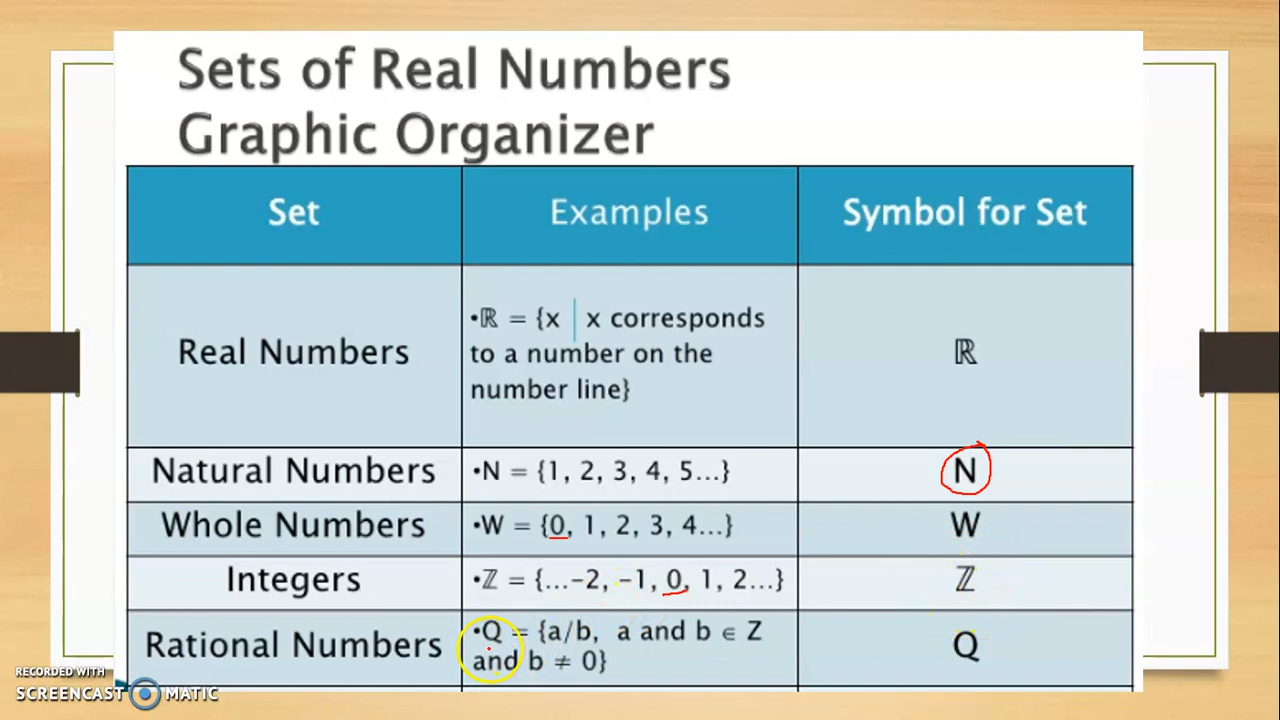 Sets of Real Numbers
Graphic Organizer
Set
Examples
Symbol for Set
Real Numbers
•ℝ = {x | x corresponds
to a number on the
number line}
ℝ
Natural Numbers
•N = {1, 2, 3, 4, 5...}
N
Whole Numbers
•W = {0, 1, 2, 3, 4...}
W
Integers
•ℤ = {...-2, -1, 0, 1, 2...}
ℤ
Rational Numbers
•Q = {a/b, a and b ∈ Z
and b ≠ 0}
Q
RECORDED WITH
SCREENCAST MATIC